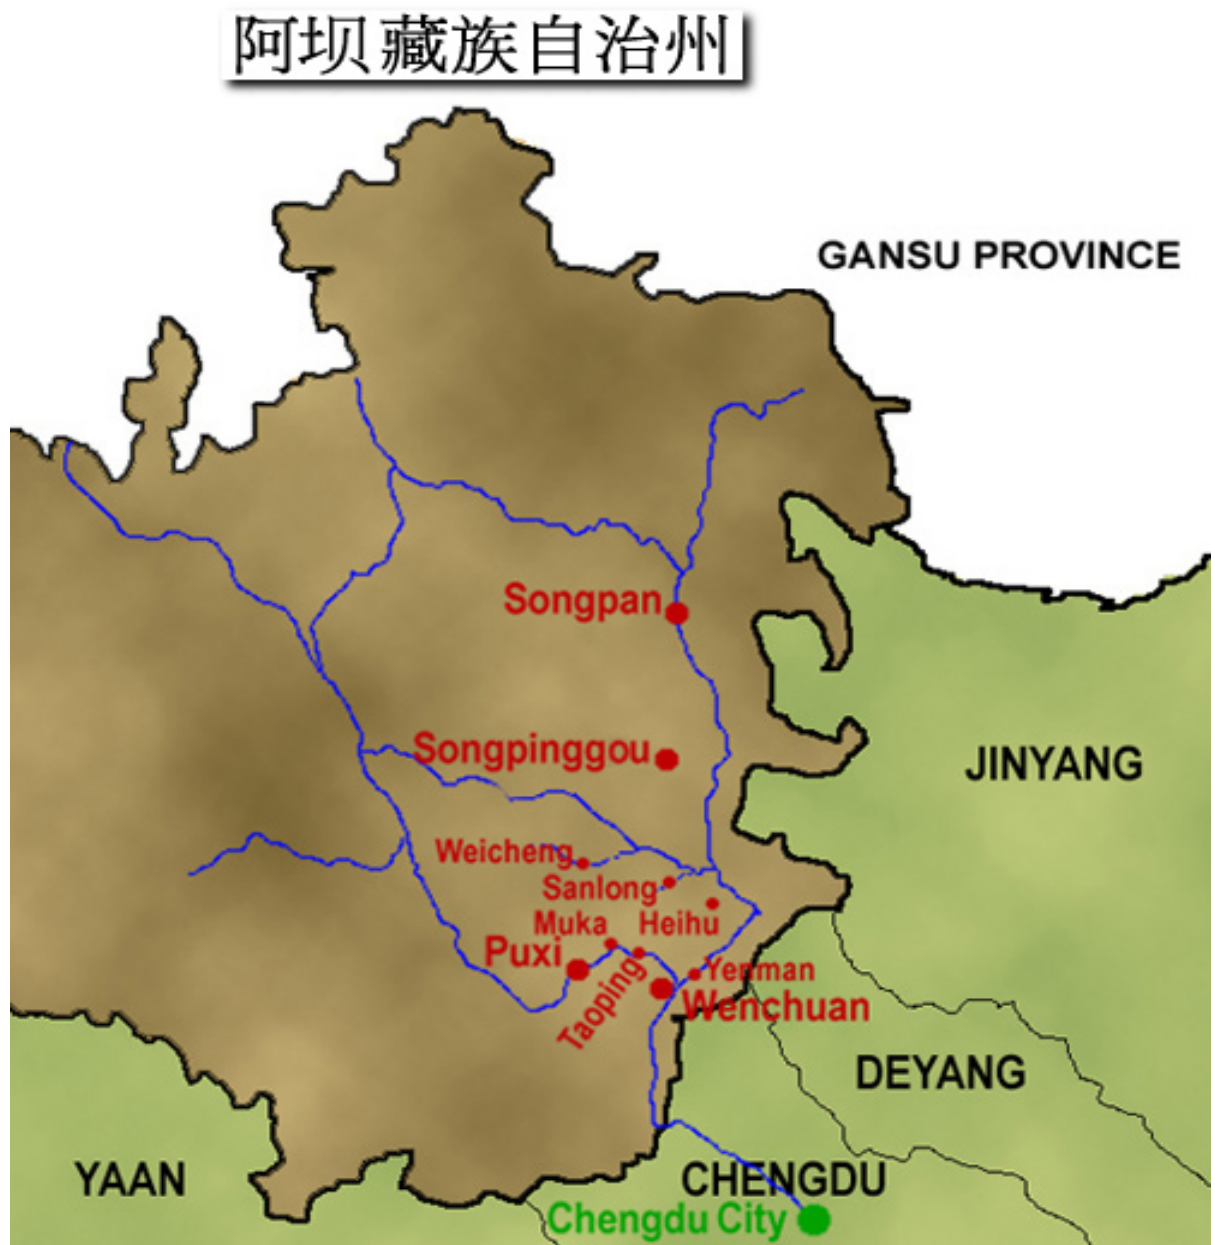 阿坝藏族自治州
GANSU PROVINCE
Songpan
Songpinggou
JINYANG
Weicheng
Sanlong
Muka
Heihu
Puxi
Taoping
Yenman
Wenchuan
DEYANG
YAAN
CHENGDU
Chengdu City